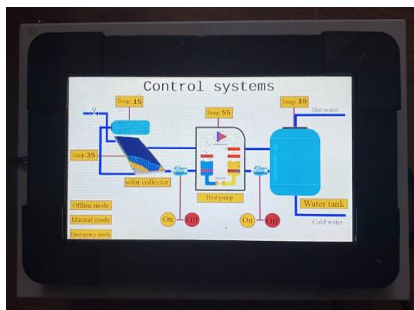 Control systems
Temp 15
Temp 55
Temp 10
Hot water
Temp 35
solar collector
Hot pump
Water tank
Offline mode
Manual mode
Emergency mode
On
Off
On
Off
Cold water